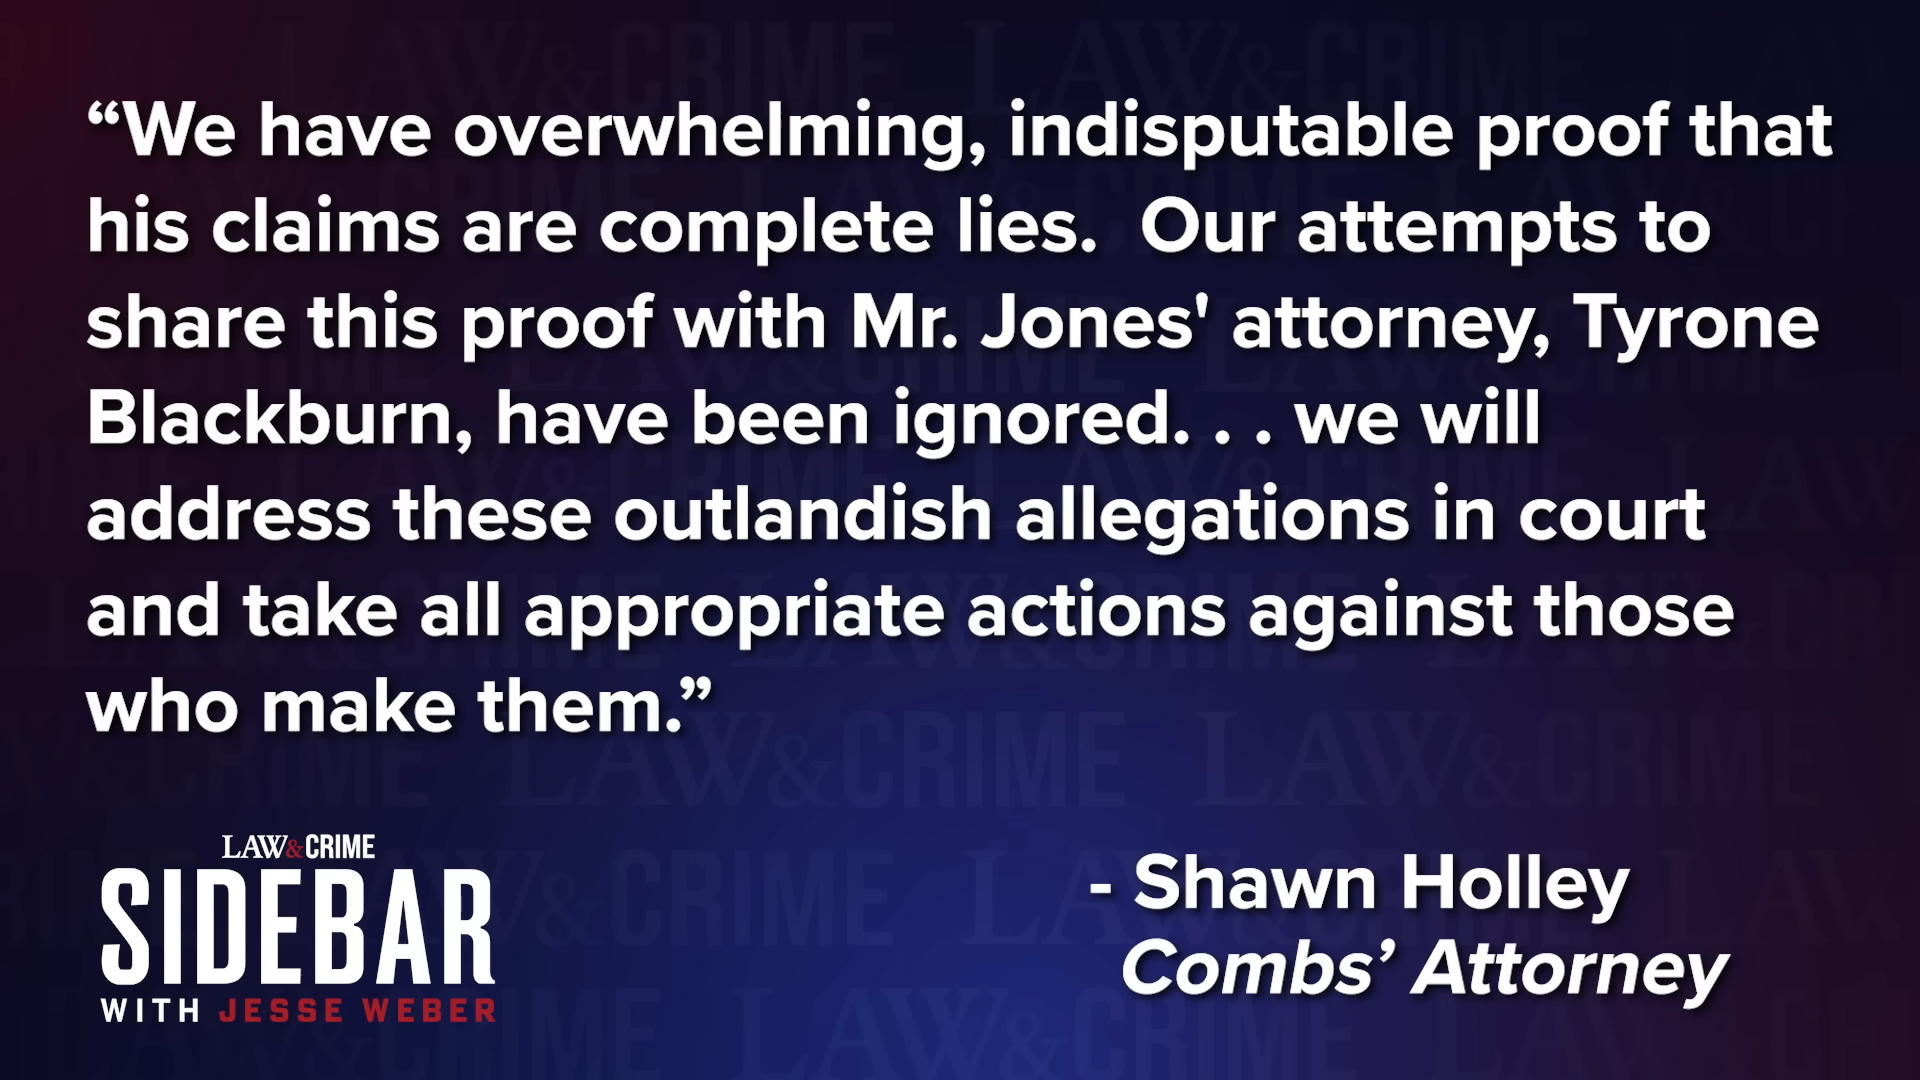 “We have overwhelming, indisputable proof that
his claims are complete lies.  Our attempts to
share this proof with Mr. Jones' attorney, Tyrone
Blackburn, have been ignored. . . we will
address these outlandish allegations in court
and take all appropriate actions against those
who make them.”
LAW&CRIME
SIDEBAR
WITH JESSE WEBER
- Shawn Holley
Combs’ Attorney